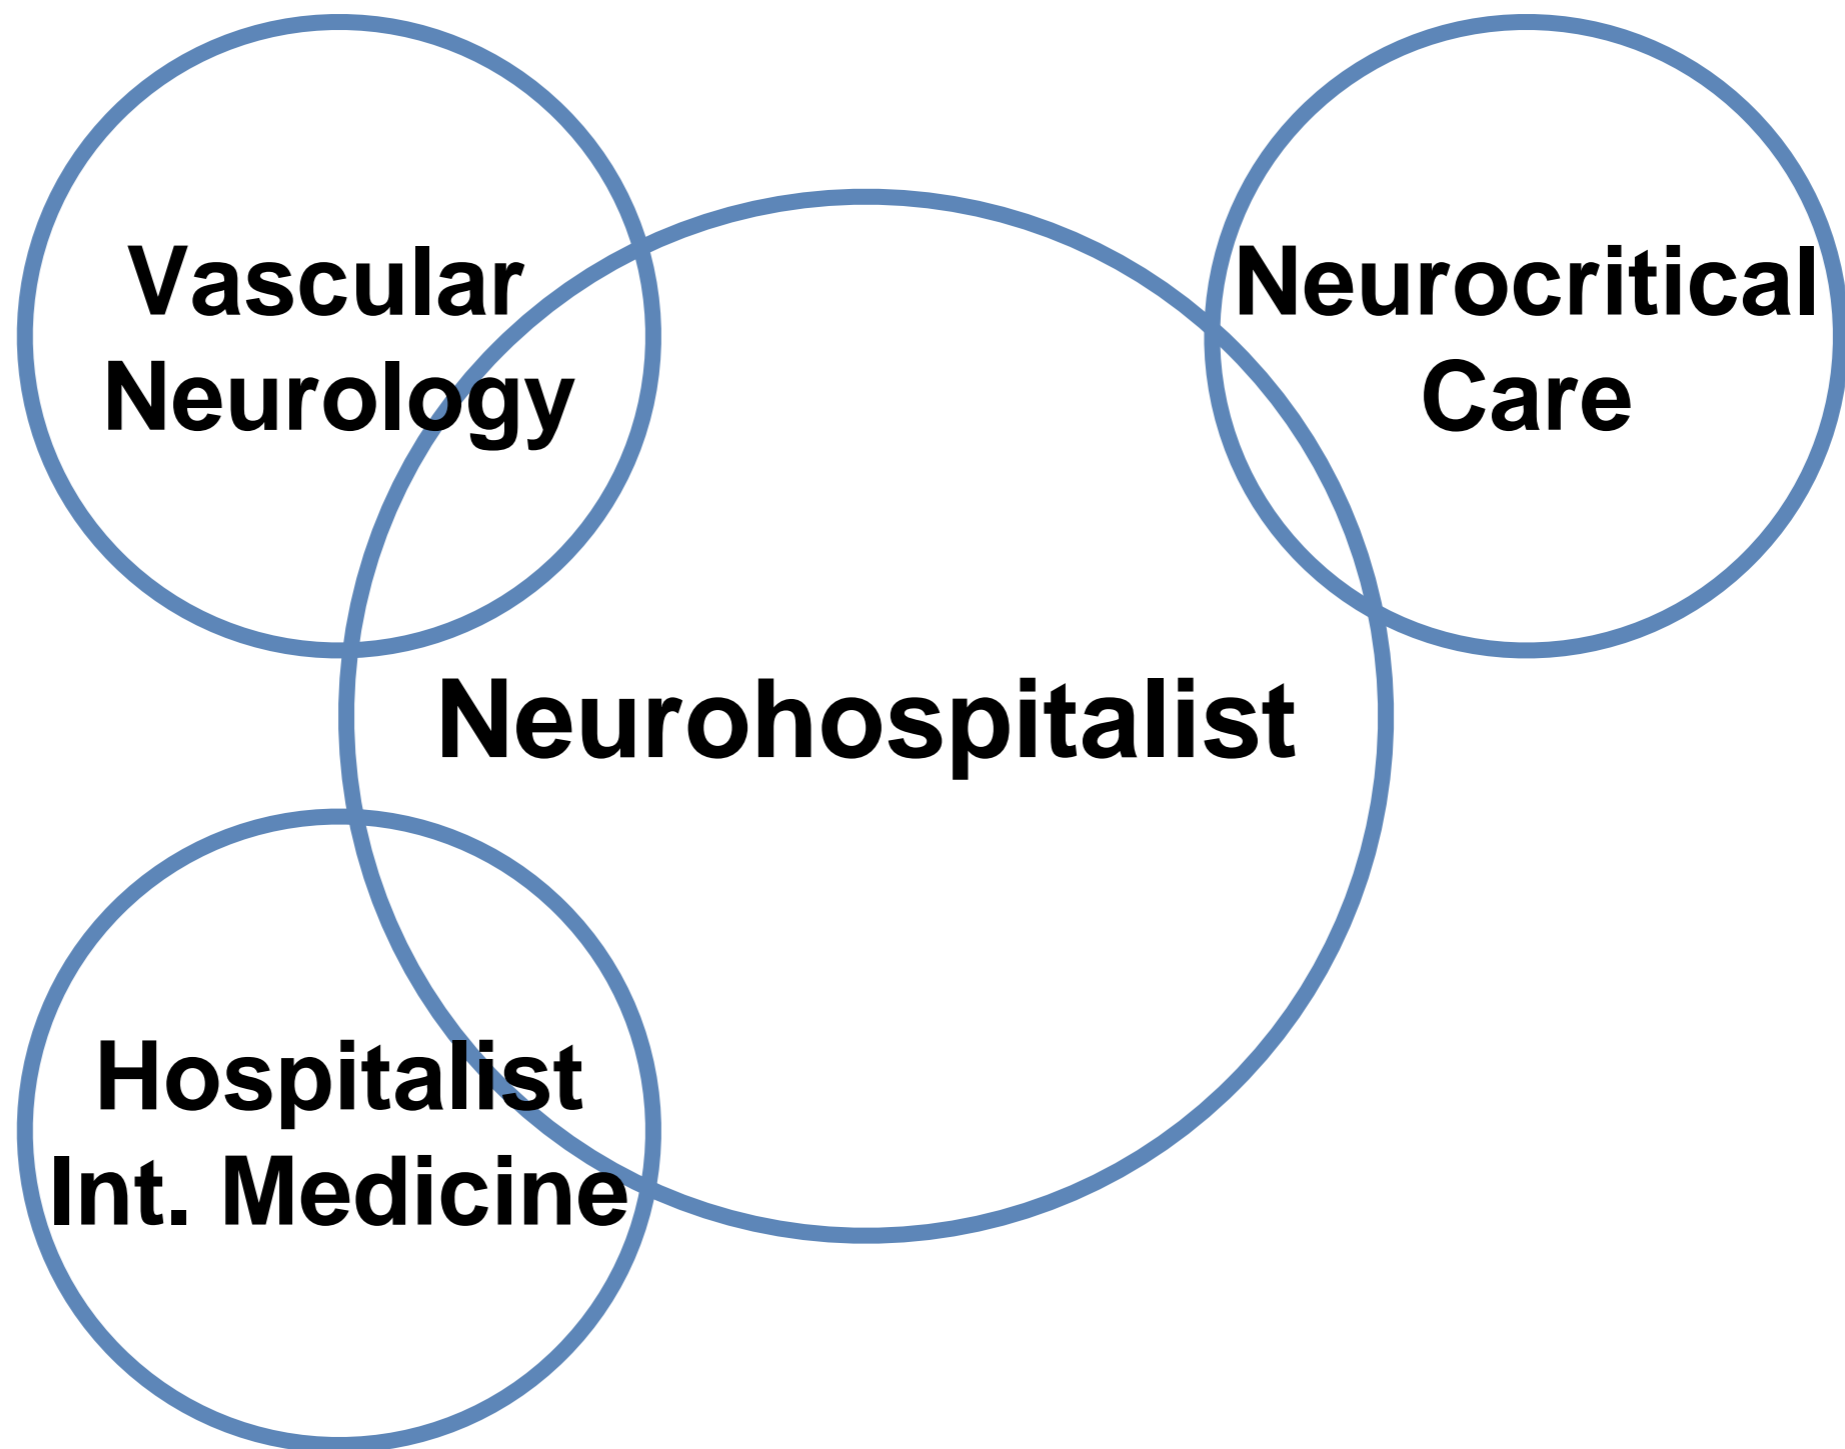 Vascular
Neurology
Neurocritical
Care
Neurohospitalist
Hospitalist
Int. Medicine